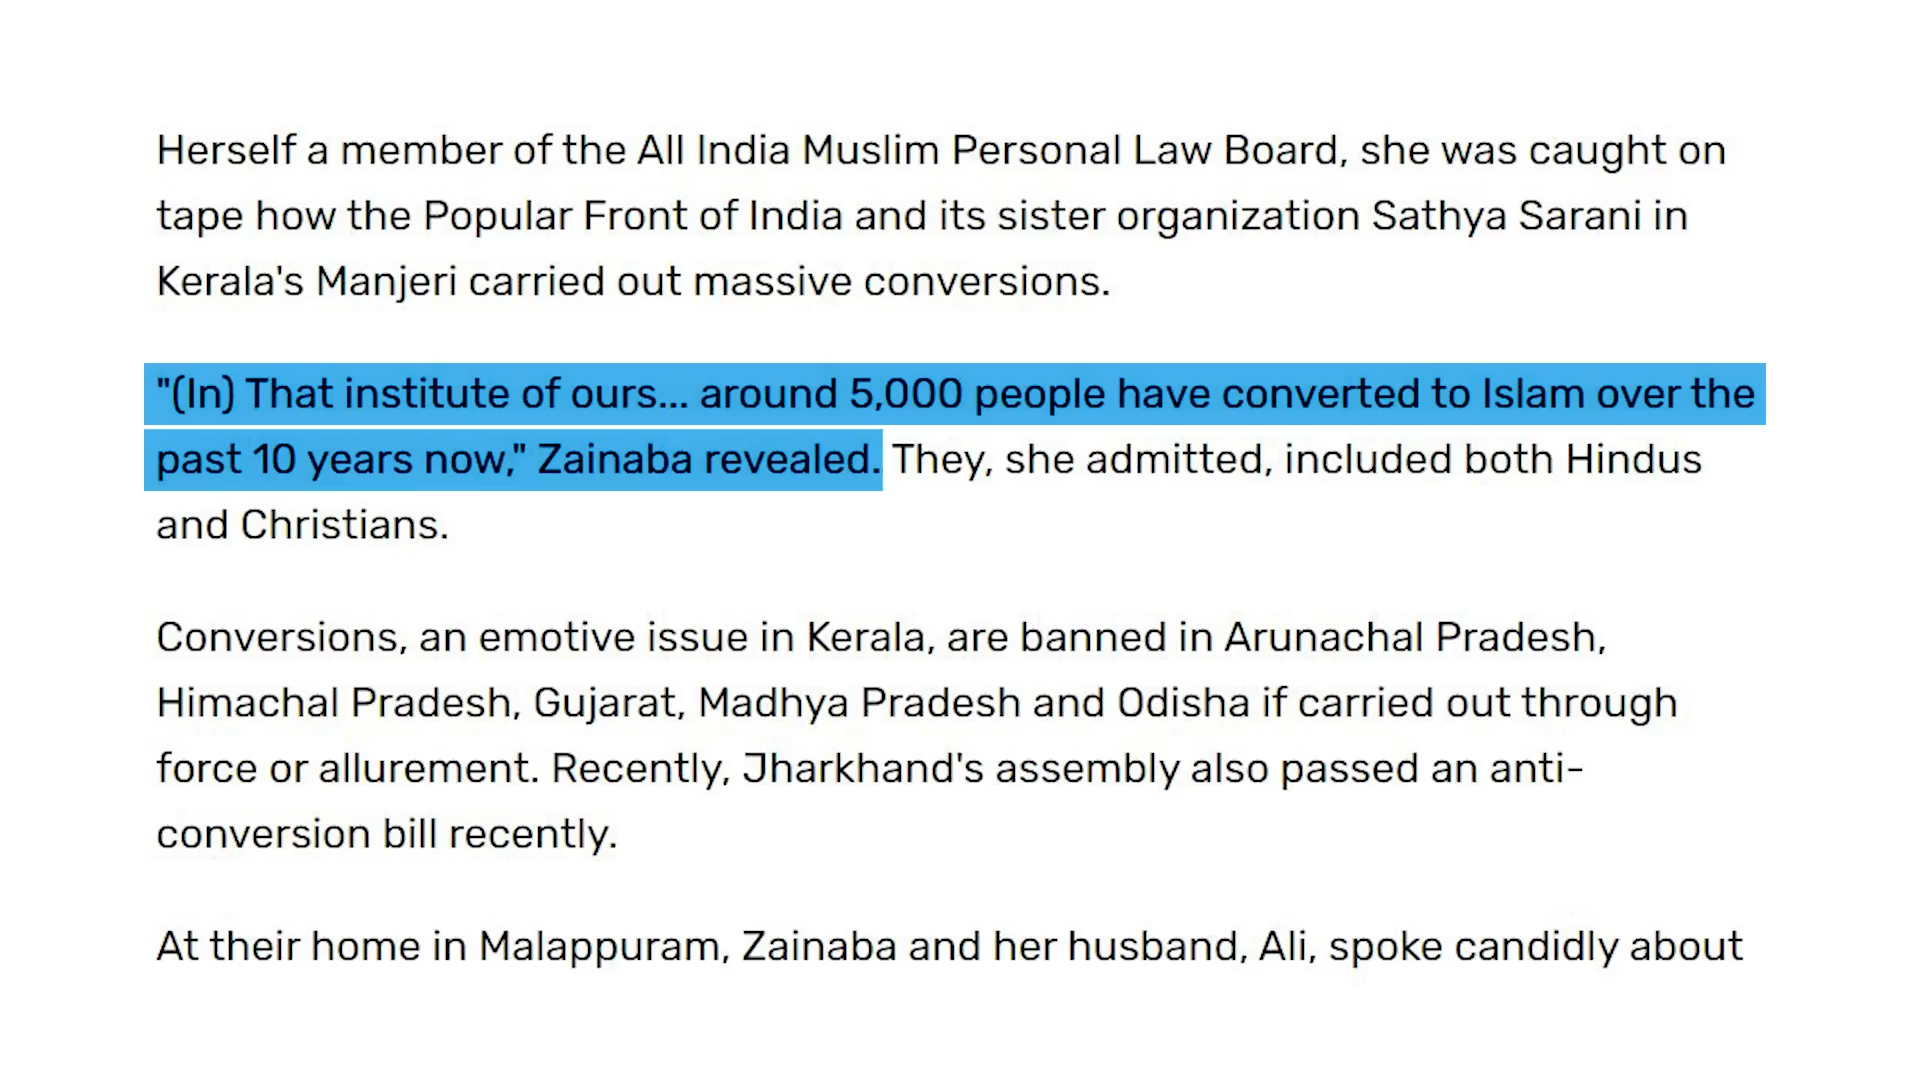 Herself a member of the All India Muslim Personal Law Board, she was caught on
tape how the Popular Front of India and its sister organization Sathya Sarani in
Kerala's Manjeri carried out massive conversions.
"(In) That institute of ours... around 5,000 people have converted to Islam over the
past 10 years now," Zainaba revealed. They, she admitted, included both Hindus
and Christians.
Conversions, an emotive issue in Kerala, are banned in Arunachal Pradesh,
Himachal Pradesh, Gujarat, Madhya Pradesh and Odisha if carried out through
force or allurement. Recently, Jharkhand's assembly also passed an anti-
conversion bill recently.
At their home in Malappuram, Zainaba and her husband, Ali, spoke candidly about